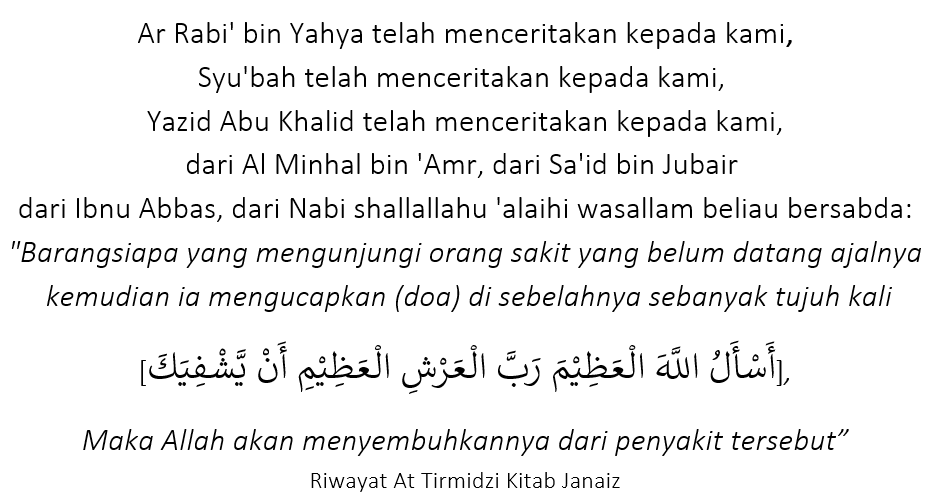 Ar Rabi' bin Yahya telah menceritakan kepada kami,
Syu'bah telah menceritakan kepada kami,
Yazid Abu Khalid telah menceritakan kepada kami,
dari Al Minhal bin 'Amr, dari Sa'id bin Jubair
dari Ibnu Abbas, dari Nabi shallallahu 'alaihi wasallam beliau bersabda:
"Barangsiapa yang mengunjungi orang sakit yang belum datang ajalnya
kemudian ia mengucapkan (doa) di sebelahnya sebanyak tujuh kali
[أَسْأَلُ اللَّهَ الْعَظِيْمَ رَبَّ الْعَرْشِ الْعَظِيْمِ أَنْ يَّشْفِيَكَ],
Maka Allah akan menyembuhkannya dari penyakit tersebut”
Riwayat At Tirmidzi Kitab Janaiz